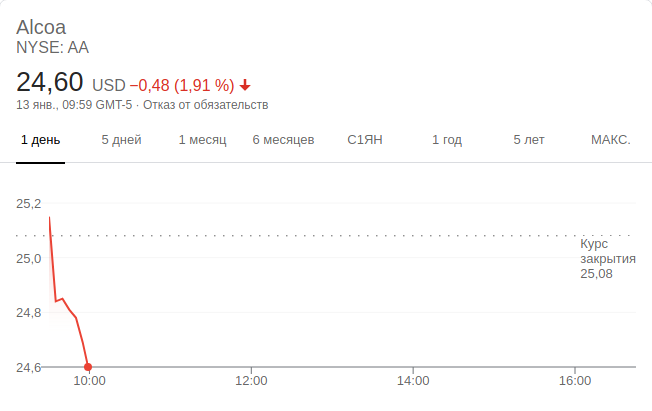 Alcoa
NYSE: AA
24,60 USD −0,48 (1,91 %)
13 янв., 09:59 GMT-5 · Отказ от обязательств
1 день 5 дней 1 месяц 6 месяцев С1ЯН 1 год 5 лет МАКС.
25,2
Курс
закрытия
25,08
25,0
24,8
24,6
10:00 12:00 14:00 16:00